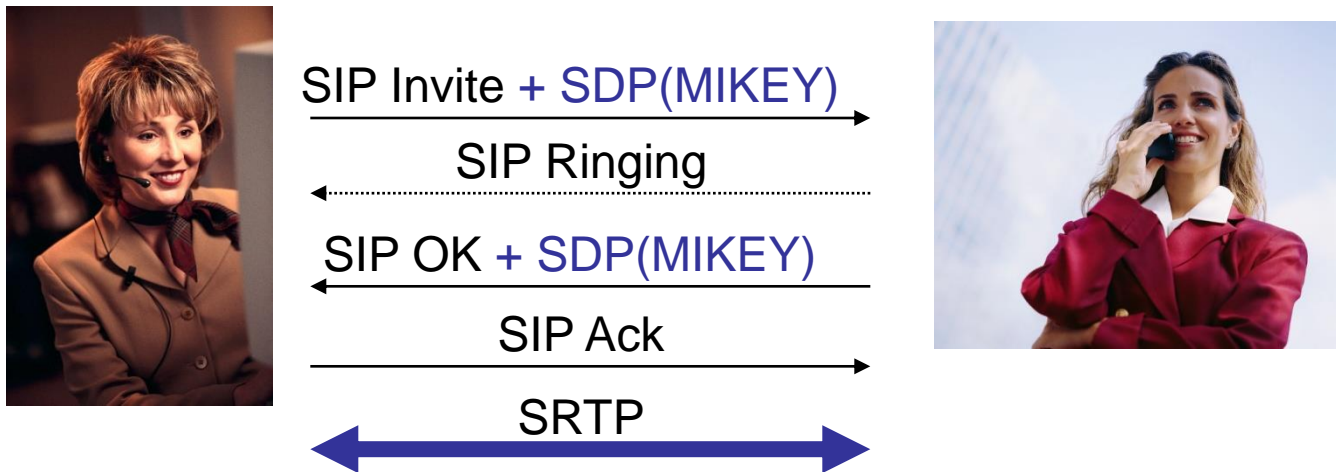 SIP Invite + SDP(MIKEY)
SIP Ringing
SIP OK + SDP(MIKEY)
SIP Ack
SRTP